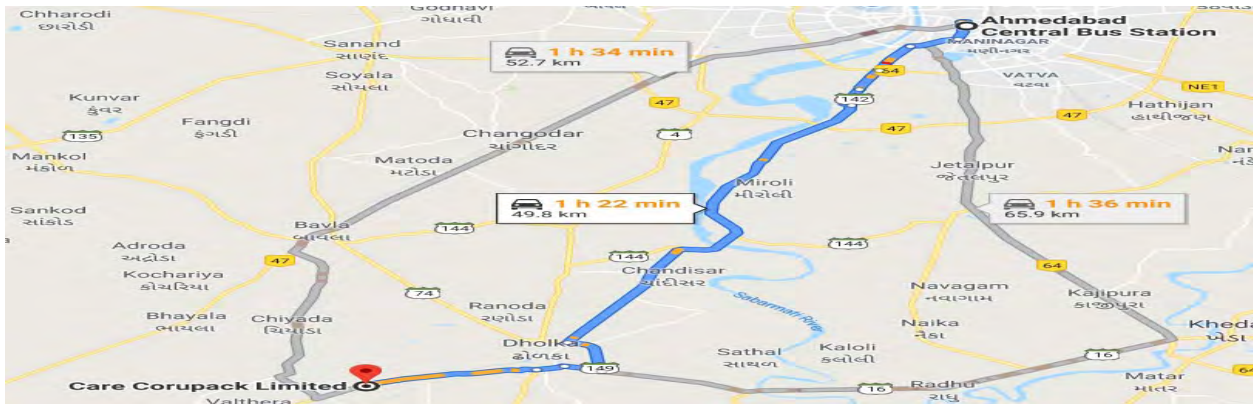 Chharodi
છારોડી
ગોધાવી
Ahmedabad
Central Bus Station
Sanand
સાણંદ
1 h 34 min
52.7 km
MANINAGAR
મણીનગર
64
Soyala
સોયલા
VATVA
વટવા
NE1
Kunvar
કુંવર
142
47
Hathijan
હાથીજણ
Fangdi
ફંગડી
47
135
Changodar
ચાંગોદર
4
47
Mankol
મંકોળ
Matoda
મટોડા
Jetalpur
જેતલપુર
Miroli
મીરોલી
1 h 22 min
49.8 km
1 h 36 min
65.9 km
Sankod
સાંકોડ
Bavla
બાવળા
144
144
Adroda
અદ્રોડા
144
47
Kochariya
કોચરિયા
Chandisar
ચાંદીસર
64
74
Ranoda
રણોડા
Sabarmati River
Navagam
નવાગામ
Kajipura
કાજીપુરા
Bhayala
ભાયલા
Chiyada
ચિયાડા
Naika
નૈકા
Kheda
ખેડા
Dholka
ધોળકા
Sathal
સાથળ
Kaloli
કલોલી
16
149
Care Corupack Limited
Radhu
રાધુ
16
Matar
માતર
64
Valthera